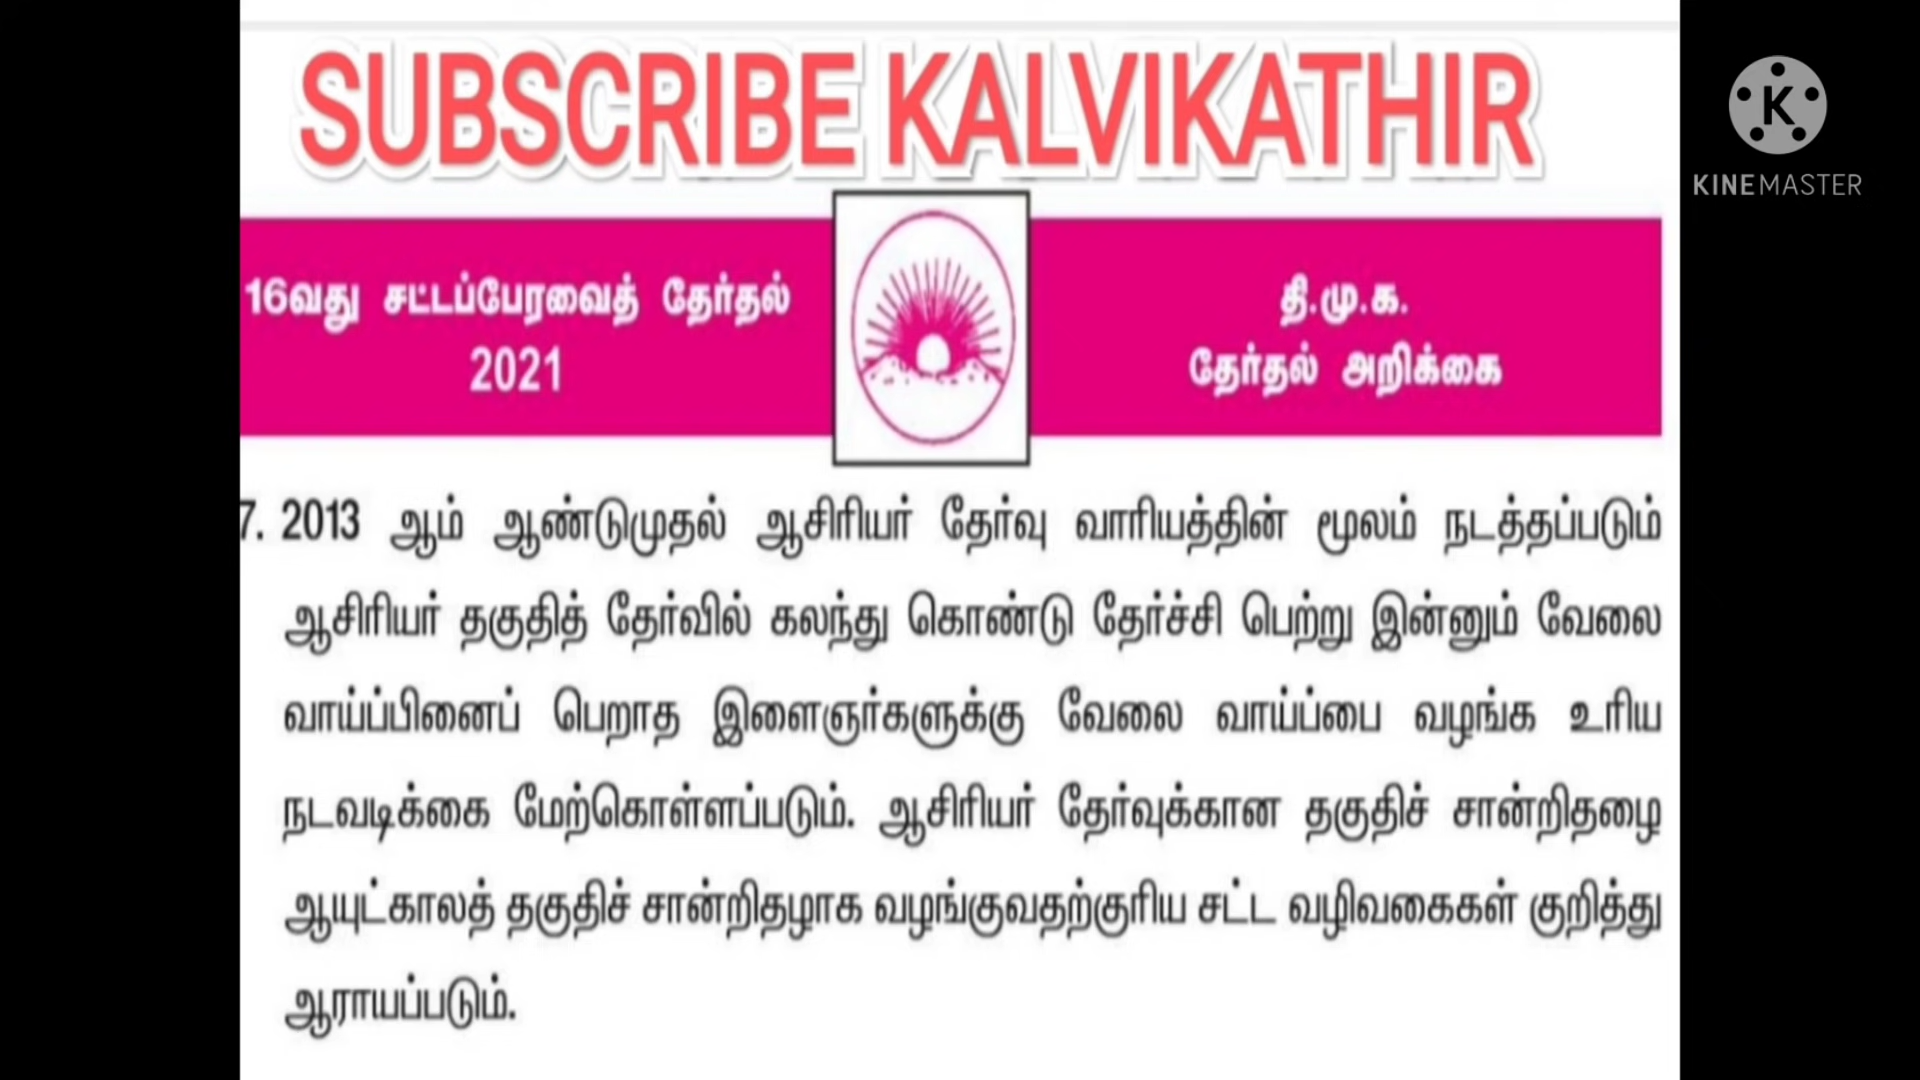 SUBSCRIBE KALVIKATHIR
K
KINEMASTER
16வது சட்டப்பேரவைத் தேர்தல்
2021
தி.மு.க.
தேர்தல் அறிக்கை
7. 2013 ஆம் ஆண்டுமுதல் ஆசிரியர் தேர்வு வாரியத்தின் மூலம் நடத்தப்படும்
ஆசிரியர் தகுதித் தேர்வில் கலந்து கொண்டு தேர்ச்சி பெற்று இன்னும் வேலை
வாய்ப்பினைப் பெறாத இளைஞர்களுக்கு வேலை வாய்ப்பை வழங்க உரிய
நடவடிக்கை மேற்கொள்ளப்படும். ஆசிரியர் தேர்வுக்கான தகுதிச் சான்றிதழை
ஆயுட்காலத் தகுதிச் சான்றிதழாக வழங்குவதற்குரிய சட்ட வழிவகைகள் குறித்து
ஆராயப்படும்.